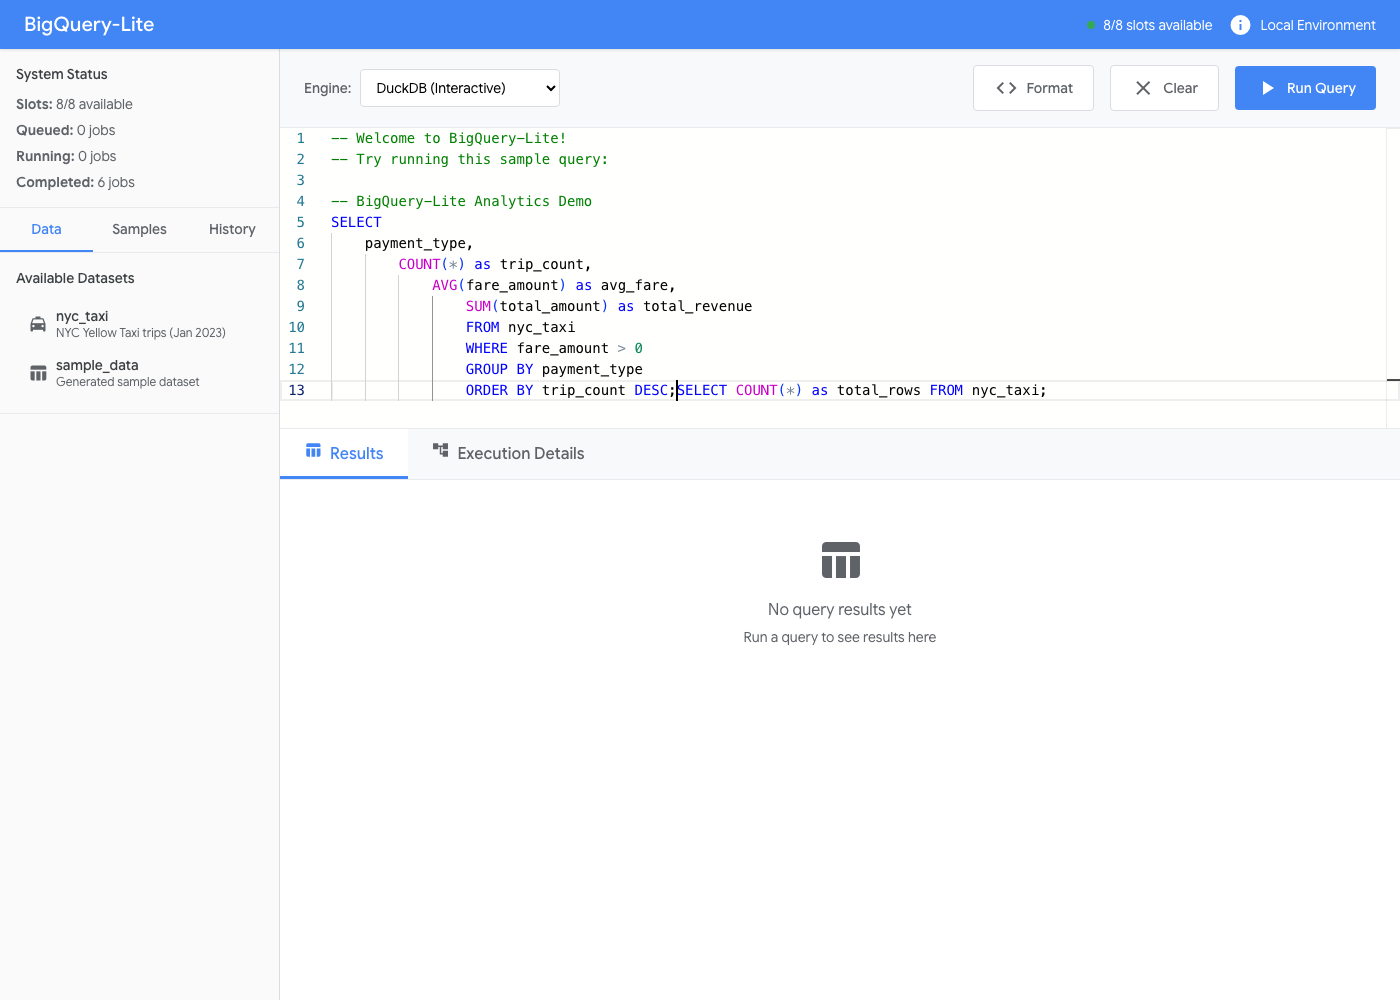 BigQuery-Lite
8/8 slots available
Local Environment
System Status
Slots: 8/8 available
Queued: 0 jobs
Running: 0 jobs
Completed: 6 jobs
Data
Samples
History
Available Datasets
nyc_taxi
NYC Yellow Taxi trips (Jan 2023)
sample_data
Generated sample dataset
Engine:
DuckDB (Interactive)
Format
Clear
Run Query
1 -- Welcome to BigQuery-Lite!
2 -- Try running this sample query:
3
4 -- BigQuery-Lite Analytics Demo
5 SELECT
6 payment_type,
7 COUNT(*) as trip_count,
8 AVG(fare_amount) as avg_fare,
9 SUM(total_amount) as total_revenue
10 FROM nyc_taxi
11 WHERE fare_amount > 0
12 GROUP BY payment_type
13 ORDER BY trip_count DESC;SELECT COUNT(*) as total_rows FROM nyc_taxi;
Results
Execution Details
No query results yet
Run a query to see results here